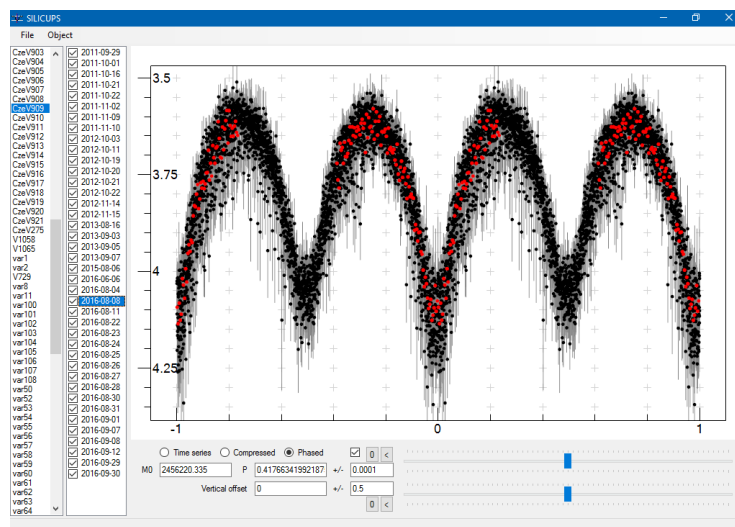 SILICUPS
File Object
CzeV903
CzeV904
CzeV905
CzeV906
CzeV907
CzeV908
CzeV909
CzeV910
CzeV911
CzeV912
CzeV913
CzeV914
CzeV915
CzeV916
CzeV917
CzeV918
CzeV919
CzeV920
CzeV921
CzeV275
V1058
V1065
var1
var2
V729
var8
var11
var100
var101
var102
var103
var104
var105
var106
var107
var108
var50
var52
var53
var54
var55
var56
var57
var58
var59
var60
var61
var62
var63
var64
2011-09-29
2011-10-01
2011-10-16
2011-10-21
2011-10-22
2011-11-02
2011-11-09
2011-11-10
2012-10-03
2012-10-11
2012-10-19
2012-10-20
2012-10-21
2012-10-22
2012-11-14
2012-11-15
2013-08-16
2013-09-03
2013-09-05
2013-09-07
2015-08-06
2016-06-06
2016-08-04
2016-08-08
2016-08-11
2016-08-22
2016-08-23
2016-08-24
2016-08-25
2016-08-26
2016-08-27
2016-08-28
2016-08-30
2016-08-31
2016-09-01
2016-09-07
2016-09-08
2016-09-12
2016-09-29
2016-09-30
3.5
3.75
4
4.25
-1 0 1
Time series Compressed Phased 0 <
M0 2456220.335 P 0.41766341992187 +/- 0.0001
Vertical offset 0 +/- 0.5
0 <